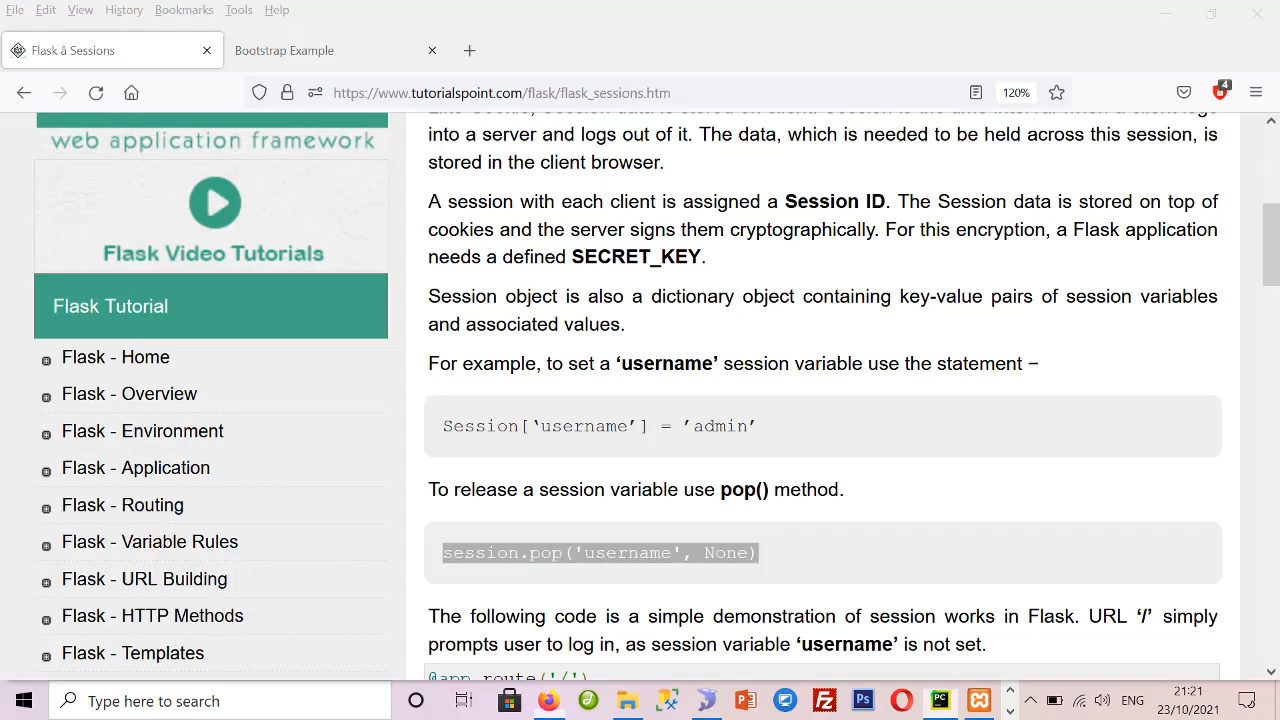 File Edit View History Bookmarks Tools Help
Flask â Sessions
Bootstrap Example
https://www.tutorialspoint.com/flask/flask_sessions.htm
120%
4
web application framework
Flask Video Tutorials
Flask Tutorial
Flask - Home
Flask - Overview
Flask - Environment
Flask - Application
Flask - Routing
Flask - Variable Rules
Flask - URL Building
Flask - HTTP Methods
Flask - Templates
into a server and logs out of it. The data, which is needed to be held across this session, is
stored in the client browser.
A session with each client is assigned a Session ID. The Session data is stored on top of
cookies and the server signs them cryptographically. For this encryption, a Flask application
needs a defined SECRET_KEY.
Session object is also a dictionary object containing key-value pairs of session variables
and associated values.
For example, to set a ‘username’ session variable use the statement −
Session[‘username’] = ’admin’
To release a session variable use pop() method.
session.pop('username', None)
The following code is a simple demonstration of session works in Flask. URL ‘/’ simply
prompts user to log in, as session variable ‘username’ is not set.
@app.route('/')
Type here to search
ENG
21:21
23/10/2021